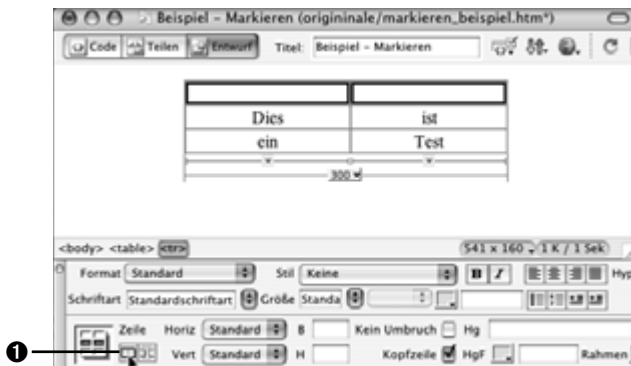 Beispiel – Markieren (origininale/markieren_beispiel.htm*)
Code Teilen Entwurf Titel: Beispiel – Markieren
Dies ist
ein Test
300
<body> <table> <tr> 541 x 160 1 K / 1 Sek
Format Standard Stil Keine B I Hyp
Schriftart Standardschriftart Größe Standa
Zeile Horiz Standard B Kein Umbruch Hg
1 Vert Standard H Kopfzeile HgF Rahmen